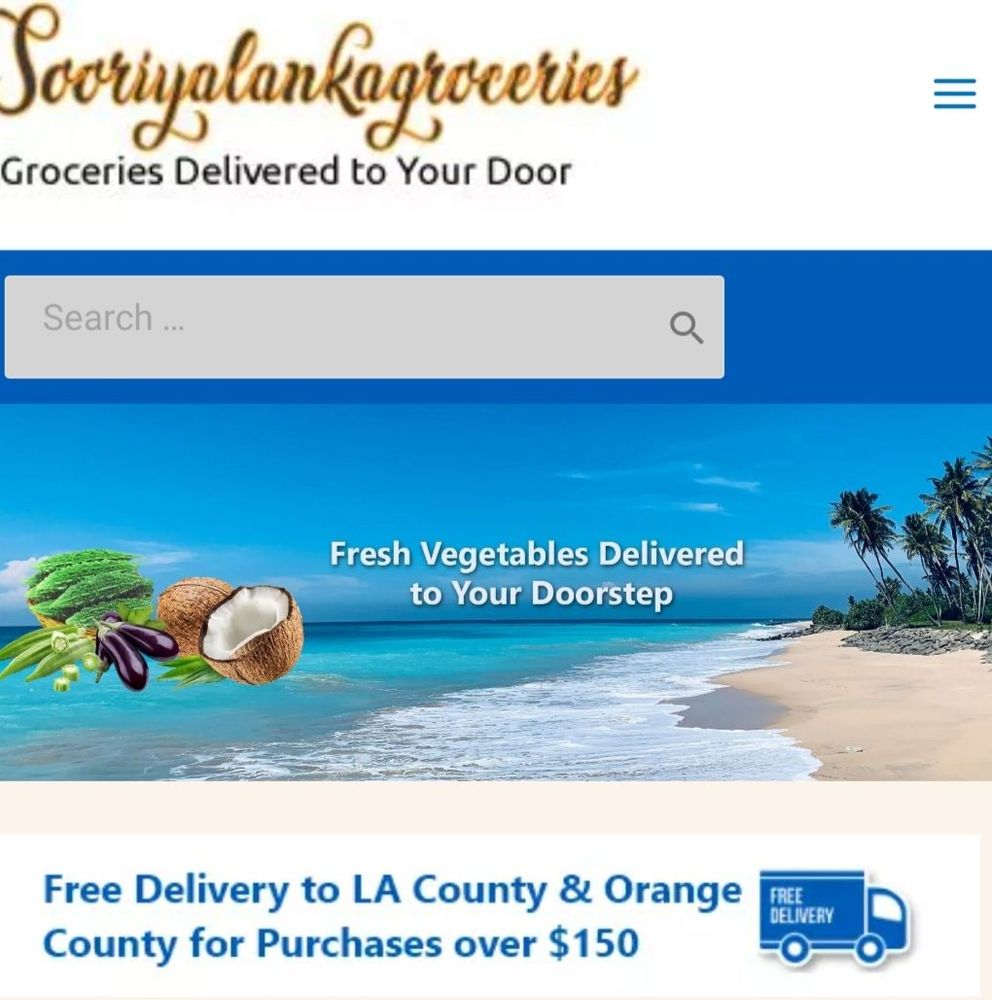 Sooriyalankagroceries
Groceries Delivered to Your Door
Search ...
Fresh Vegetables Delivered
to Your Doorstep
Free Delivery to LA County & Orange
County for Purchases over $150
FREE
DELIVERY